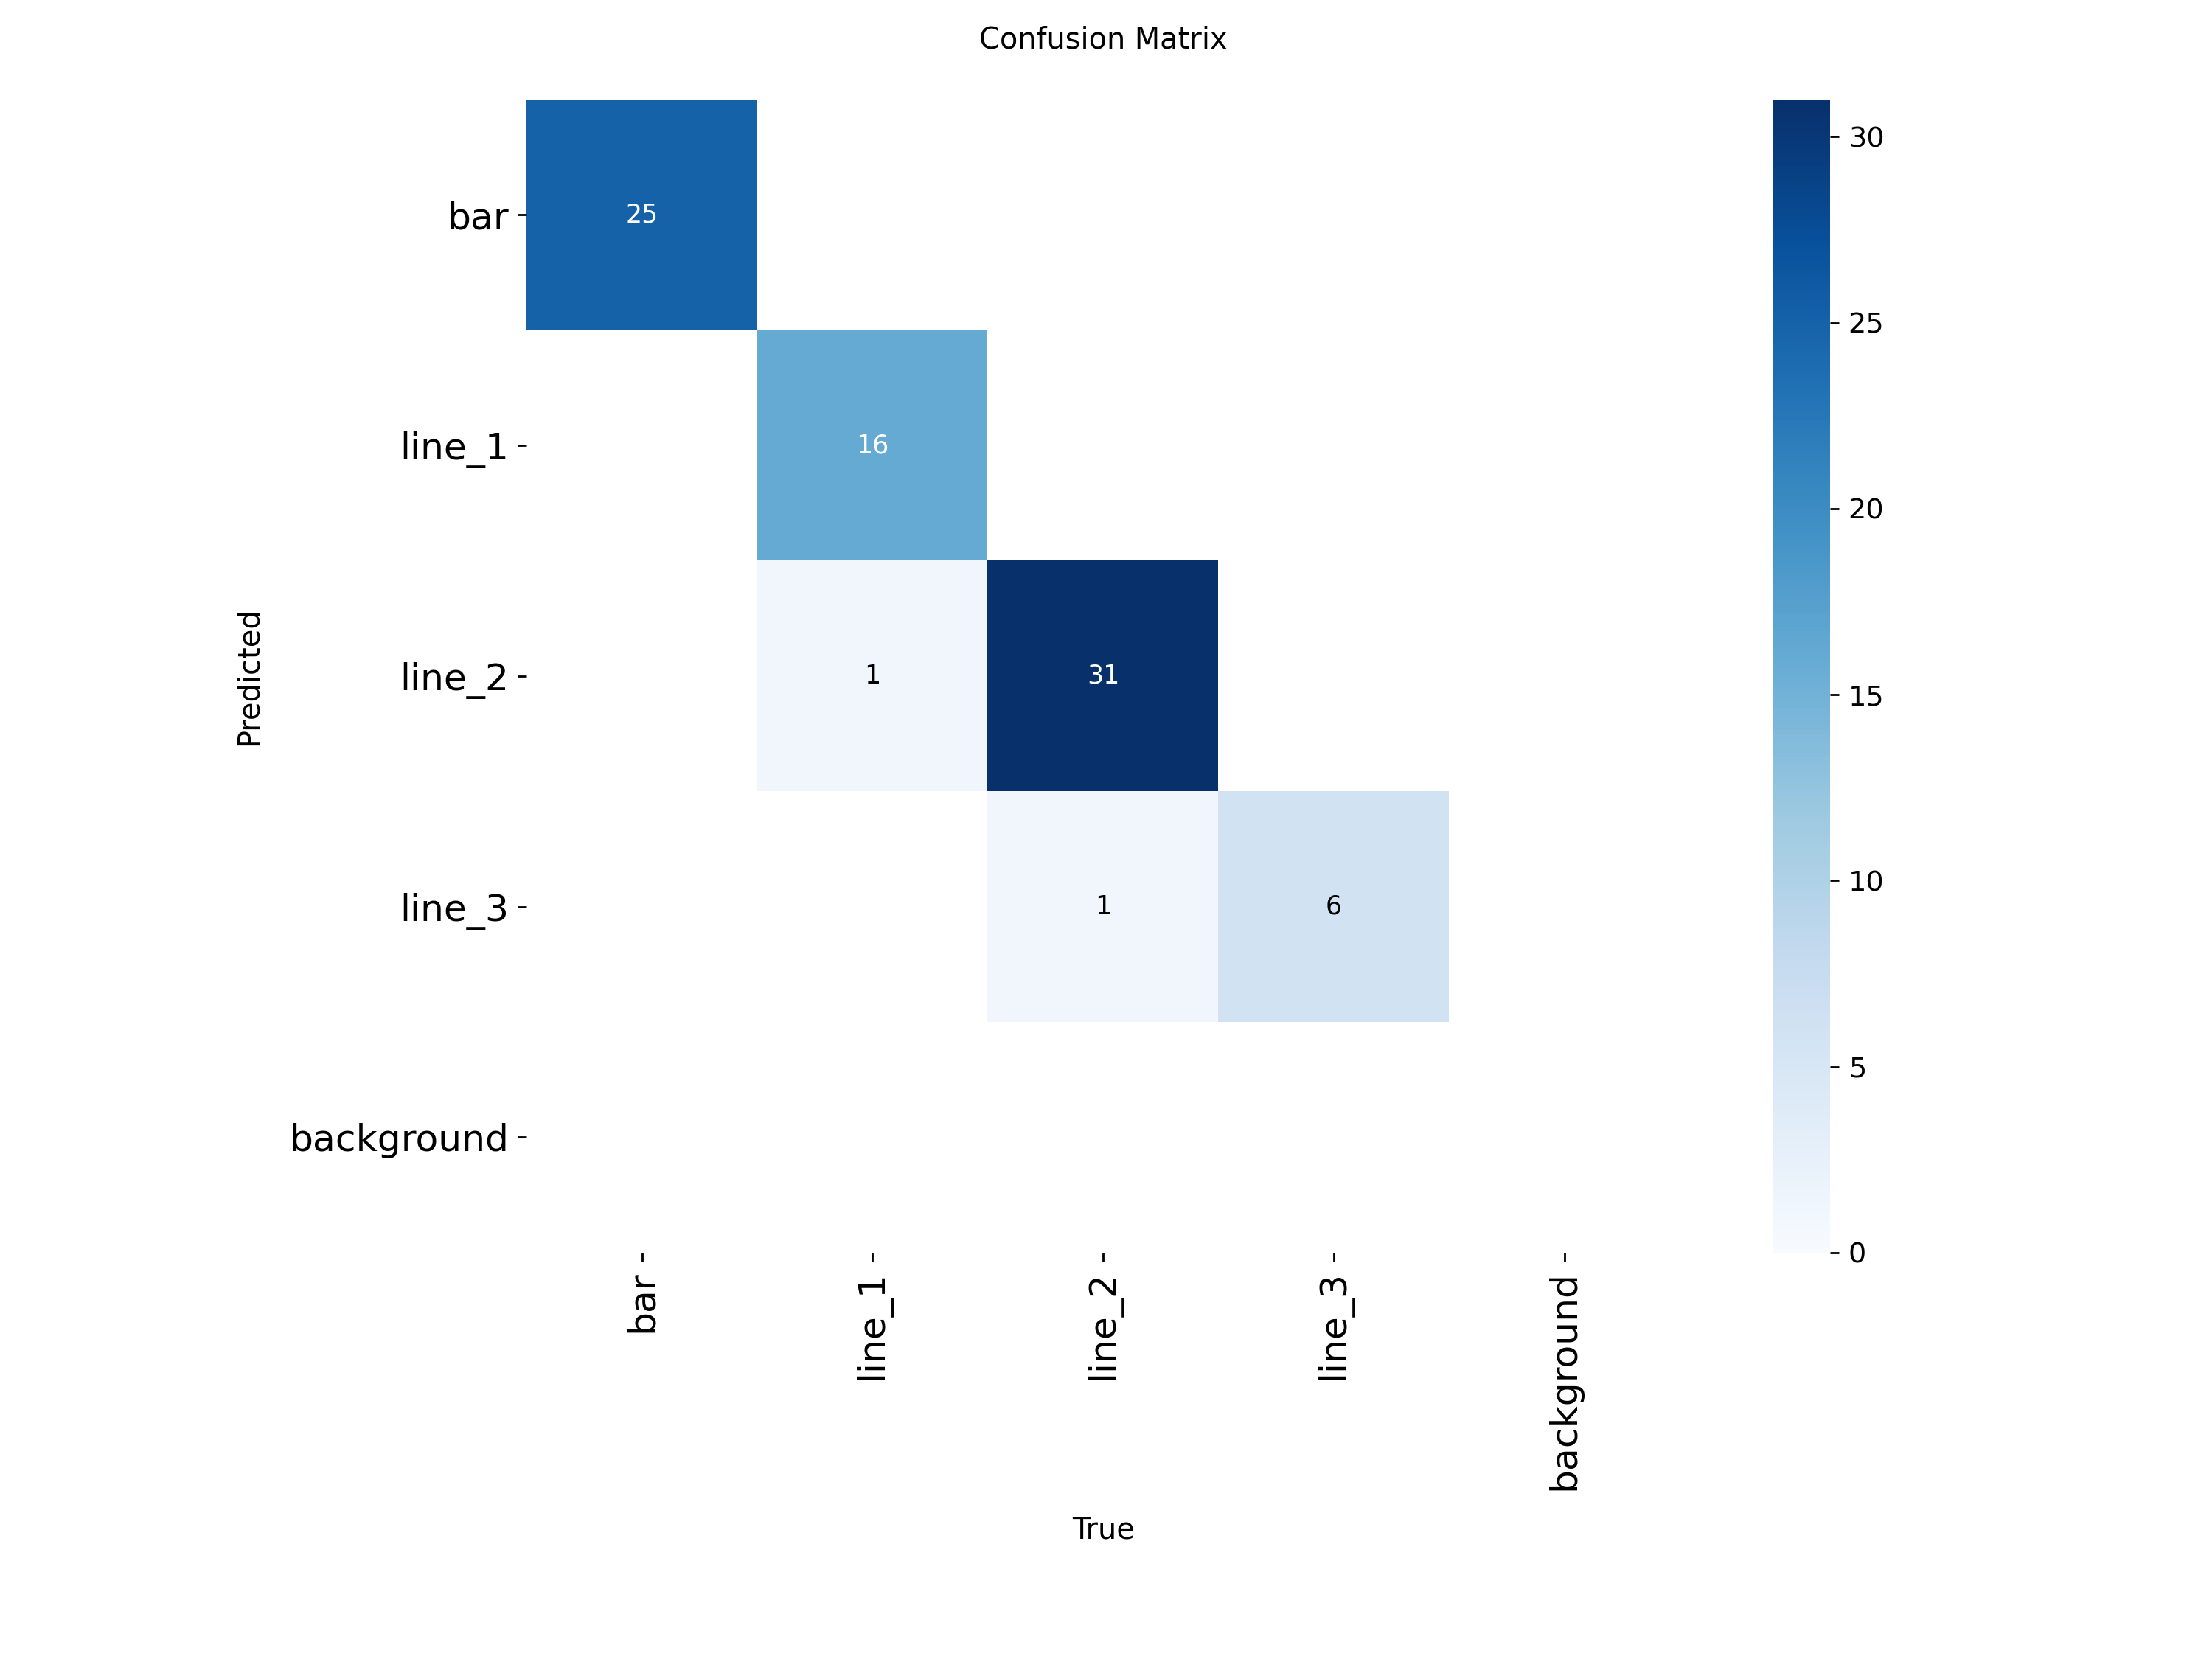 Confusion Matrix
bar
25
line_1
16
line_2
1
31
line_3
1
6
background
Predicted
bar
line_1
line_2
line_3
background
True
30
25
20
15
10
5
0